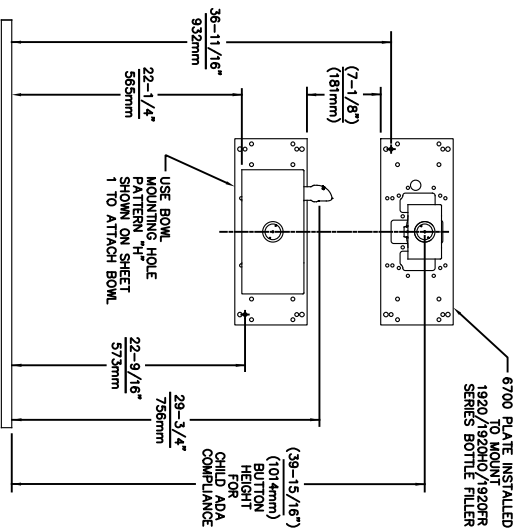 36-11/16"
932mm
22-1/4"
565mm
(7-1/8")
(181mm)
USE BOWL
MOUNTING HOLE
PATTERN "H"
SHOWN ON SHEET
1 TO ATTACH BOWL
6700 PLATE INSTALLED
TO MOUNT
1920/1920HO/1920FR
SERIES BOTTLE FILLER
22-9/16"
573mm
29-3/4"
756mm
(39-15/16")
(1014mm)
BUTTON
HEIGHT
FOR
CHILD ADA
COMPLIANCE